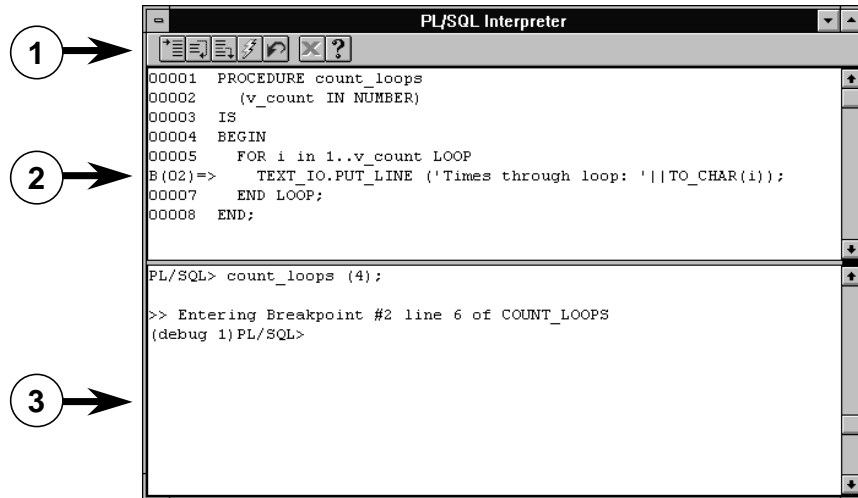 PL/SQL Interpreter
1
?
00001 PROCEDURE count_loops
00002 (v_count IN NUMBER)
00003 IS
00004 BEGIN
00005 FOR i in 1..v_count LOOP
2
B(02)=> TEXT_IO.PUT_LINE ('Times through loop: '||TO_CHAR(i));
00007 END LOOP;
00008 END;
PL/SQL> count_loops (4);
>> Entering Breakpoint #2 line 6 of COUNT_LOOPS
(debug 1)PL/SQL>
3